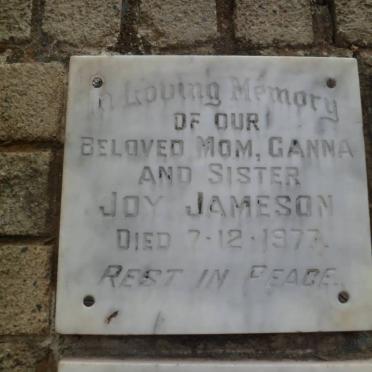 In Loving Memory
OF OUR
BELOVED MOM, GANNA
AND SISTER
JOY JAMESON
DIED 7-12-1977.
REST IN PEACE.